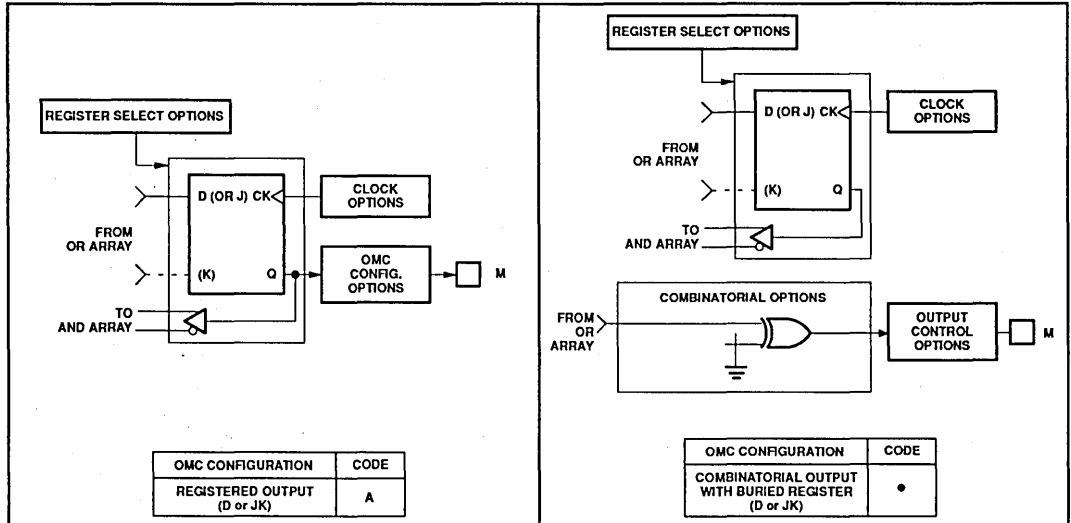 REGISTER SELECT OPTIONS
D (OR J) CK
CLOCK
OPTIONS
FROM
OR ARRAY
(K)
Q
OMC
CONFIG.
OPTIONS
M
TO
AND ARRAY
OMC CONFIGURATION
CODE
REGISTERED OUTPUT
(D or JK)
A
REGISTER SELECT OPTIONS
D (OR J) CK
CLOCK
OPTIONS
FROM
OR ARRAY
(K)
Q
TO
AND ARRAY
COMBINATORIAL OPTIONS
FROM
OR
ARRAY
OUTPUT
CONTROL
OPTIONS
M
OMC CONFIGURATION
CODE
COMBINATORIAL OUTPUT
WITH BURIED REGISTER
(D or JK)
●